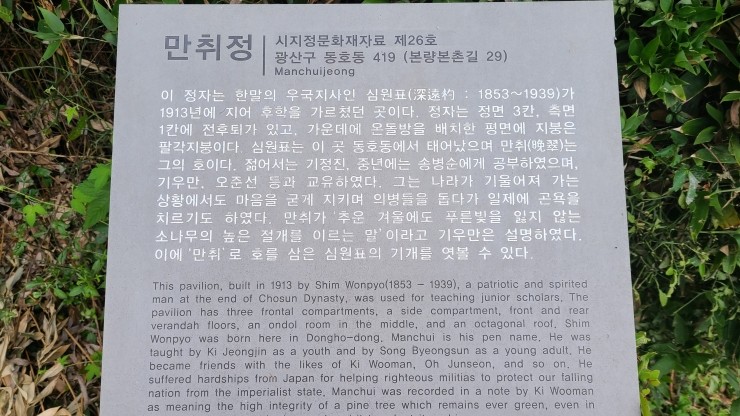 만취정
시지정문화재자료 제26호
광산구 동호동 419 (본량본촌길 29)
Manchuijeong
이 정자는 한말의 우국지사인 심원표(深遠杓 : 1853~1939)가
1913년에 지어 후학을 가르쳤던 곳이다. 정자는 정면 3칸, 측면
1칸에 전후퇴가 있고, 가운데에 온돌방을 배치한 평면에 지붕은
팔각지붕이다. 심원표는 이 곳 동호동에서 태어났으며 만취(晩翠)는
그의 호이다. 젊어서는 기정진, 중년에는 송병순에게 공부하였으며,
기우만, 오준선 등과 교유하였다. 그는 나라가 기울어져 가는
상황에서도 마음을 굳게 지키며 의병들을 돕다가 일제에 곤욕을
치르기도 하였다. 만취가 '추운 겨울에도 푸른빛을 잃지 않는
소나무의 높은 절개를 이르는 말'이라고 기우만은 설명하였다.
이에 '만취'로 호를 삼은 심원표의 기개를 엿볼 수 있다.
This pavilion, built in 1913 by Shim Wonpyo(1853 - 1939), a patriotic and spirited
man at the end of Chosun Dynasty, was used for teaching junior scholars. The
pavilion has three frontal compartments, a side compartment, front and rear
verandah floors, an ondol room in the middle, and an octagonal roof. Shim
Wonpyo was born here in Dongho-dong. Manchui is his pen name. He was
taught by Ki Jeongjin as a youth and by Song Byeongsun as a young adult. He
became friends with the likes of Ki Wooman, Oh Junseon, and so on. He
suffered hardships from Japan for helping righteous militias to protect our falling
nation from the imperialist state. Manchui was recorded in a note by Ki Wooman
as meaning the high integrity of a pine tree which remains ever green, even in